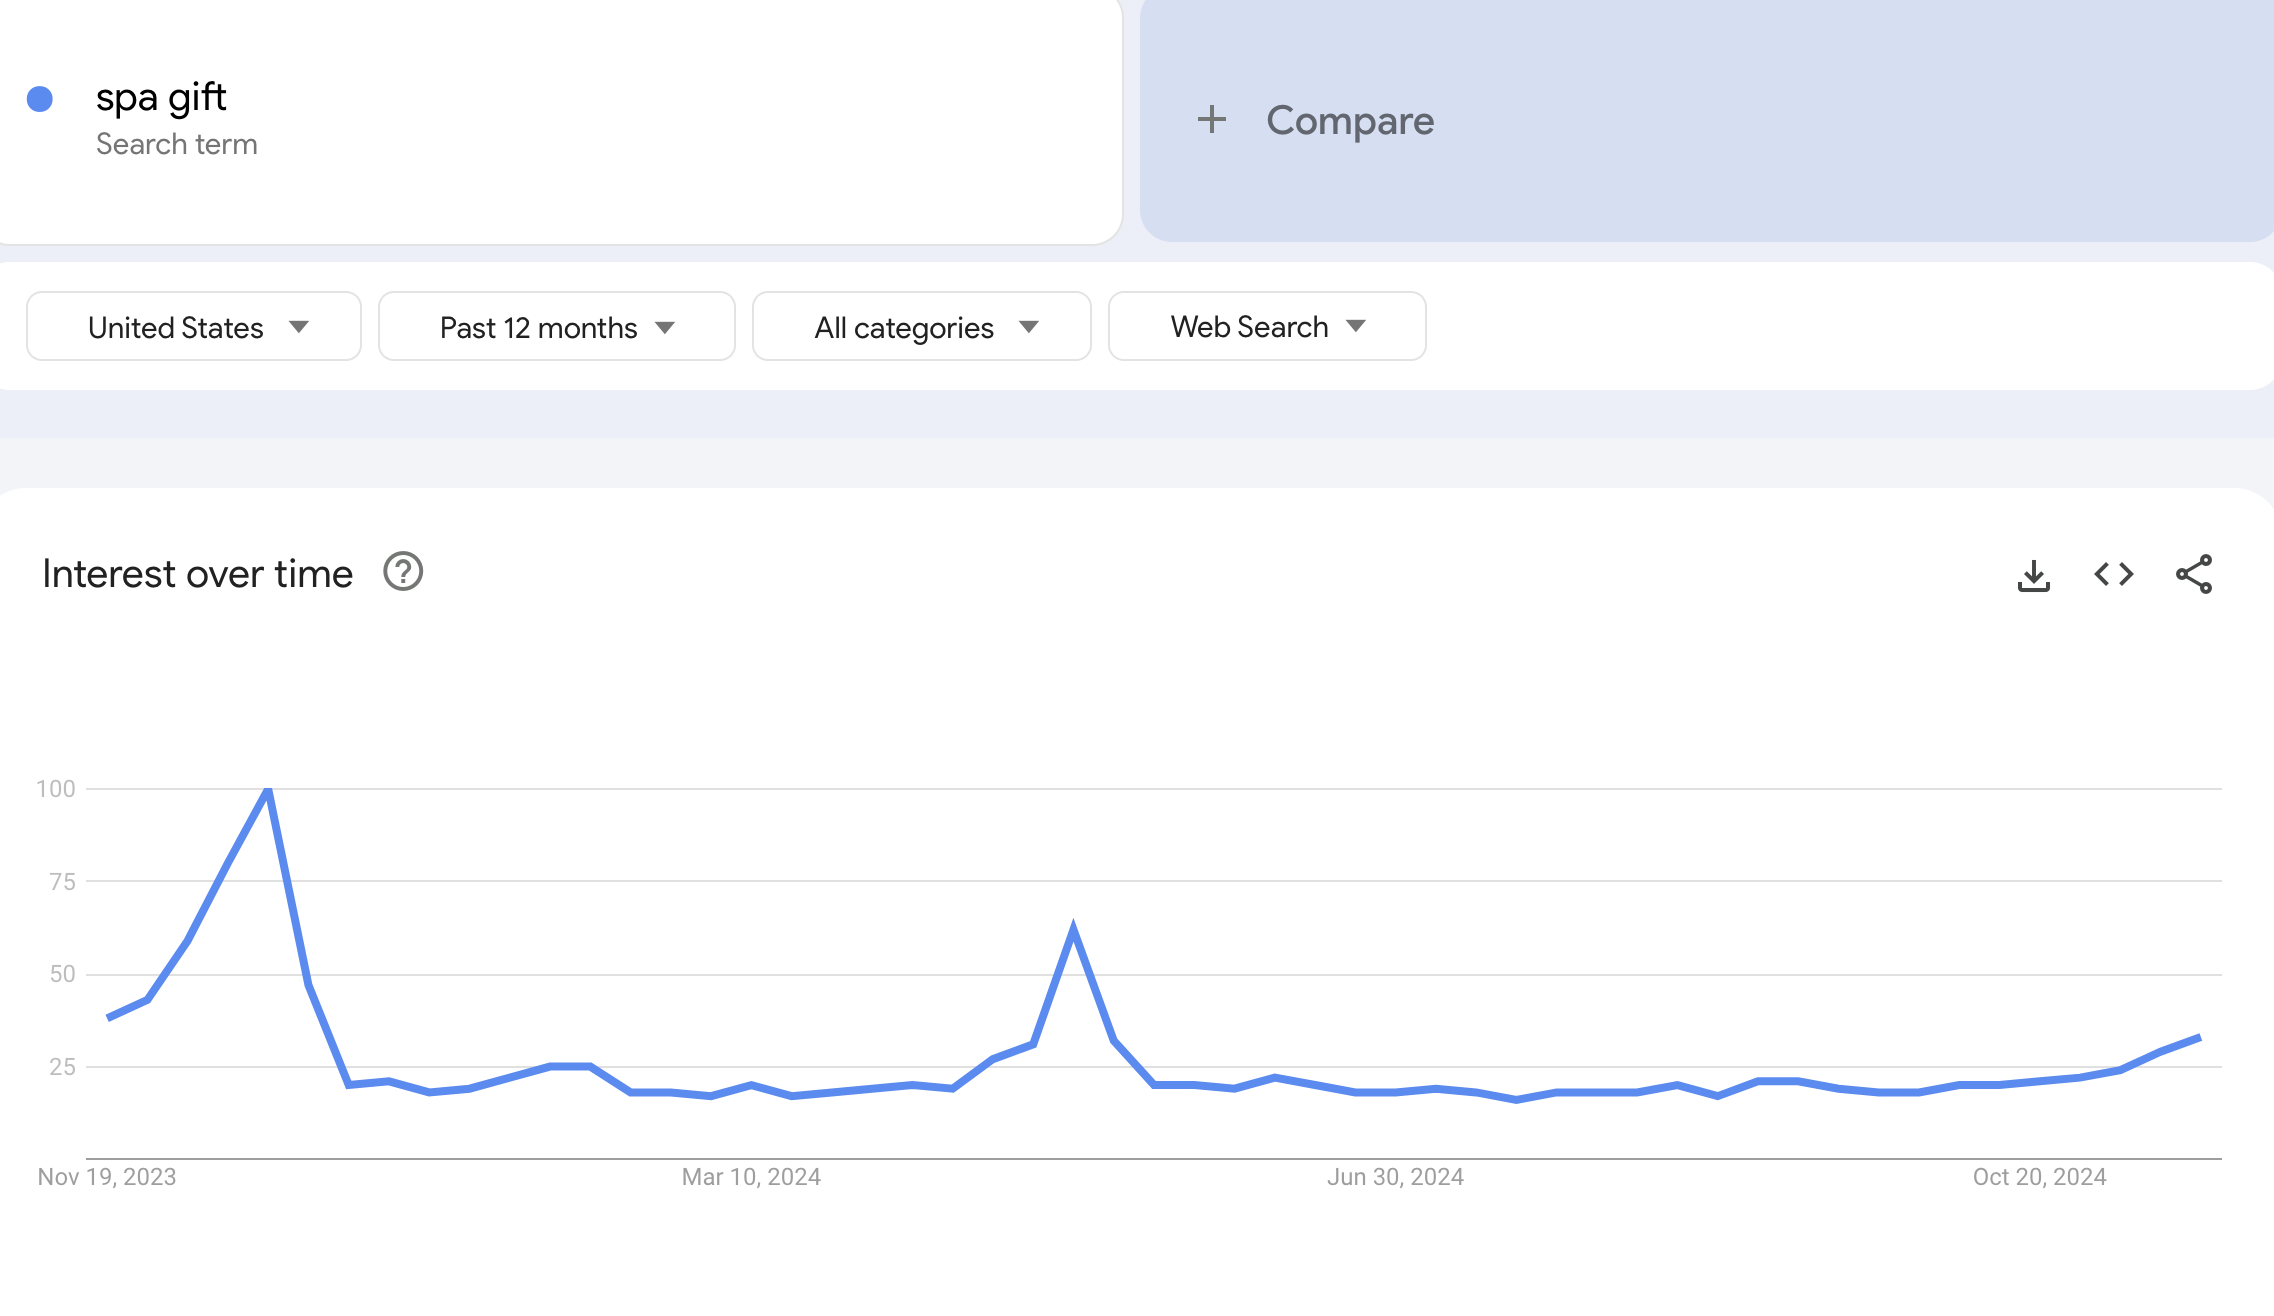 spa gift
Search term
+ Compare
United States
Past 12 months
All categories
Web Search
Interest over time ?
100
75
50
25
Nov 19, 2023
Mar 10, 2024
Jun 30, 2024
Oct 20, 2024